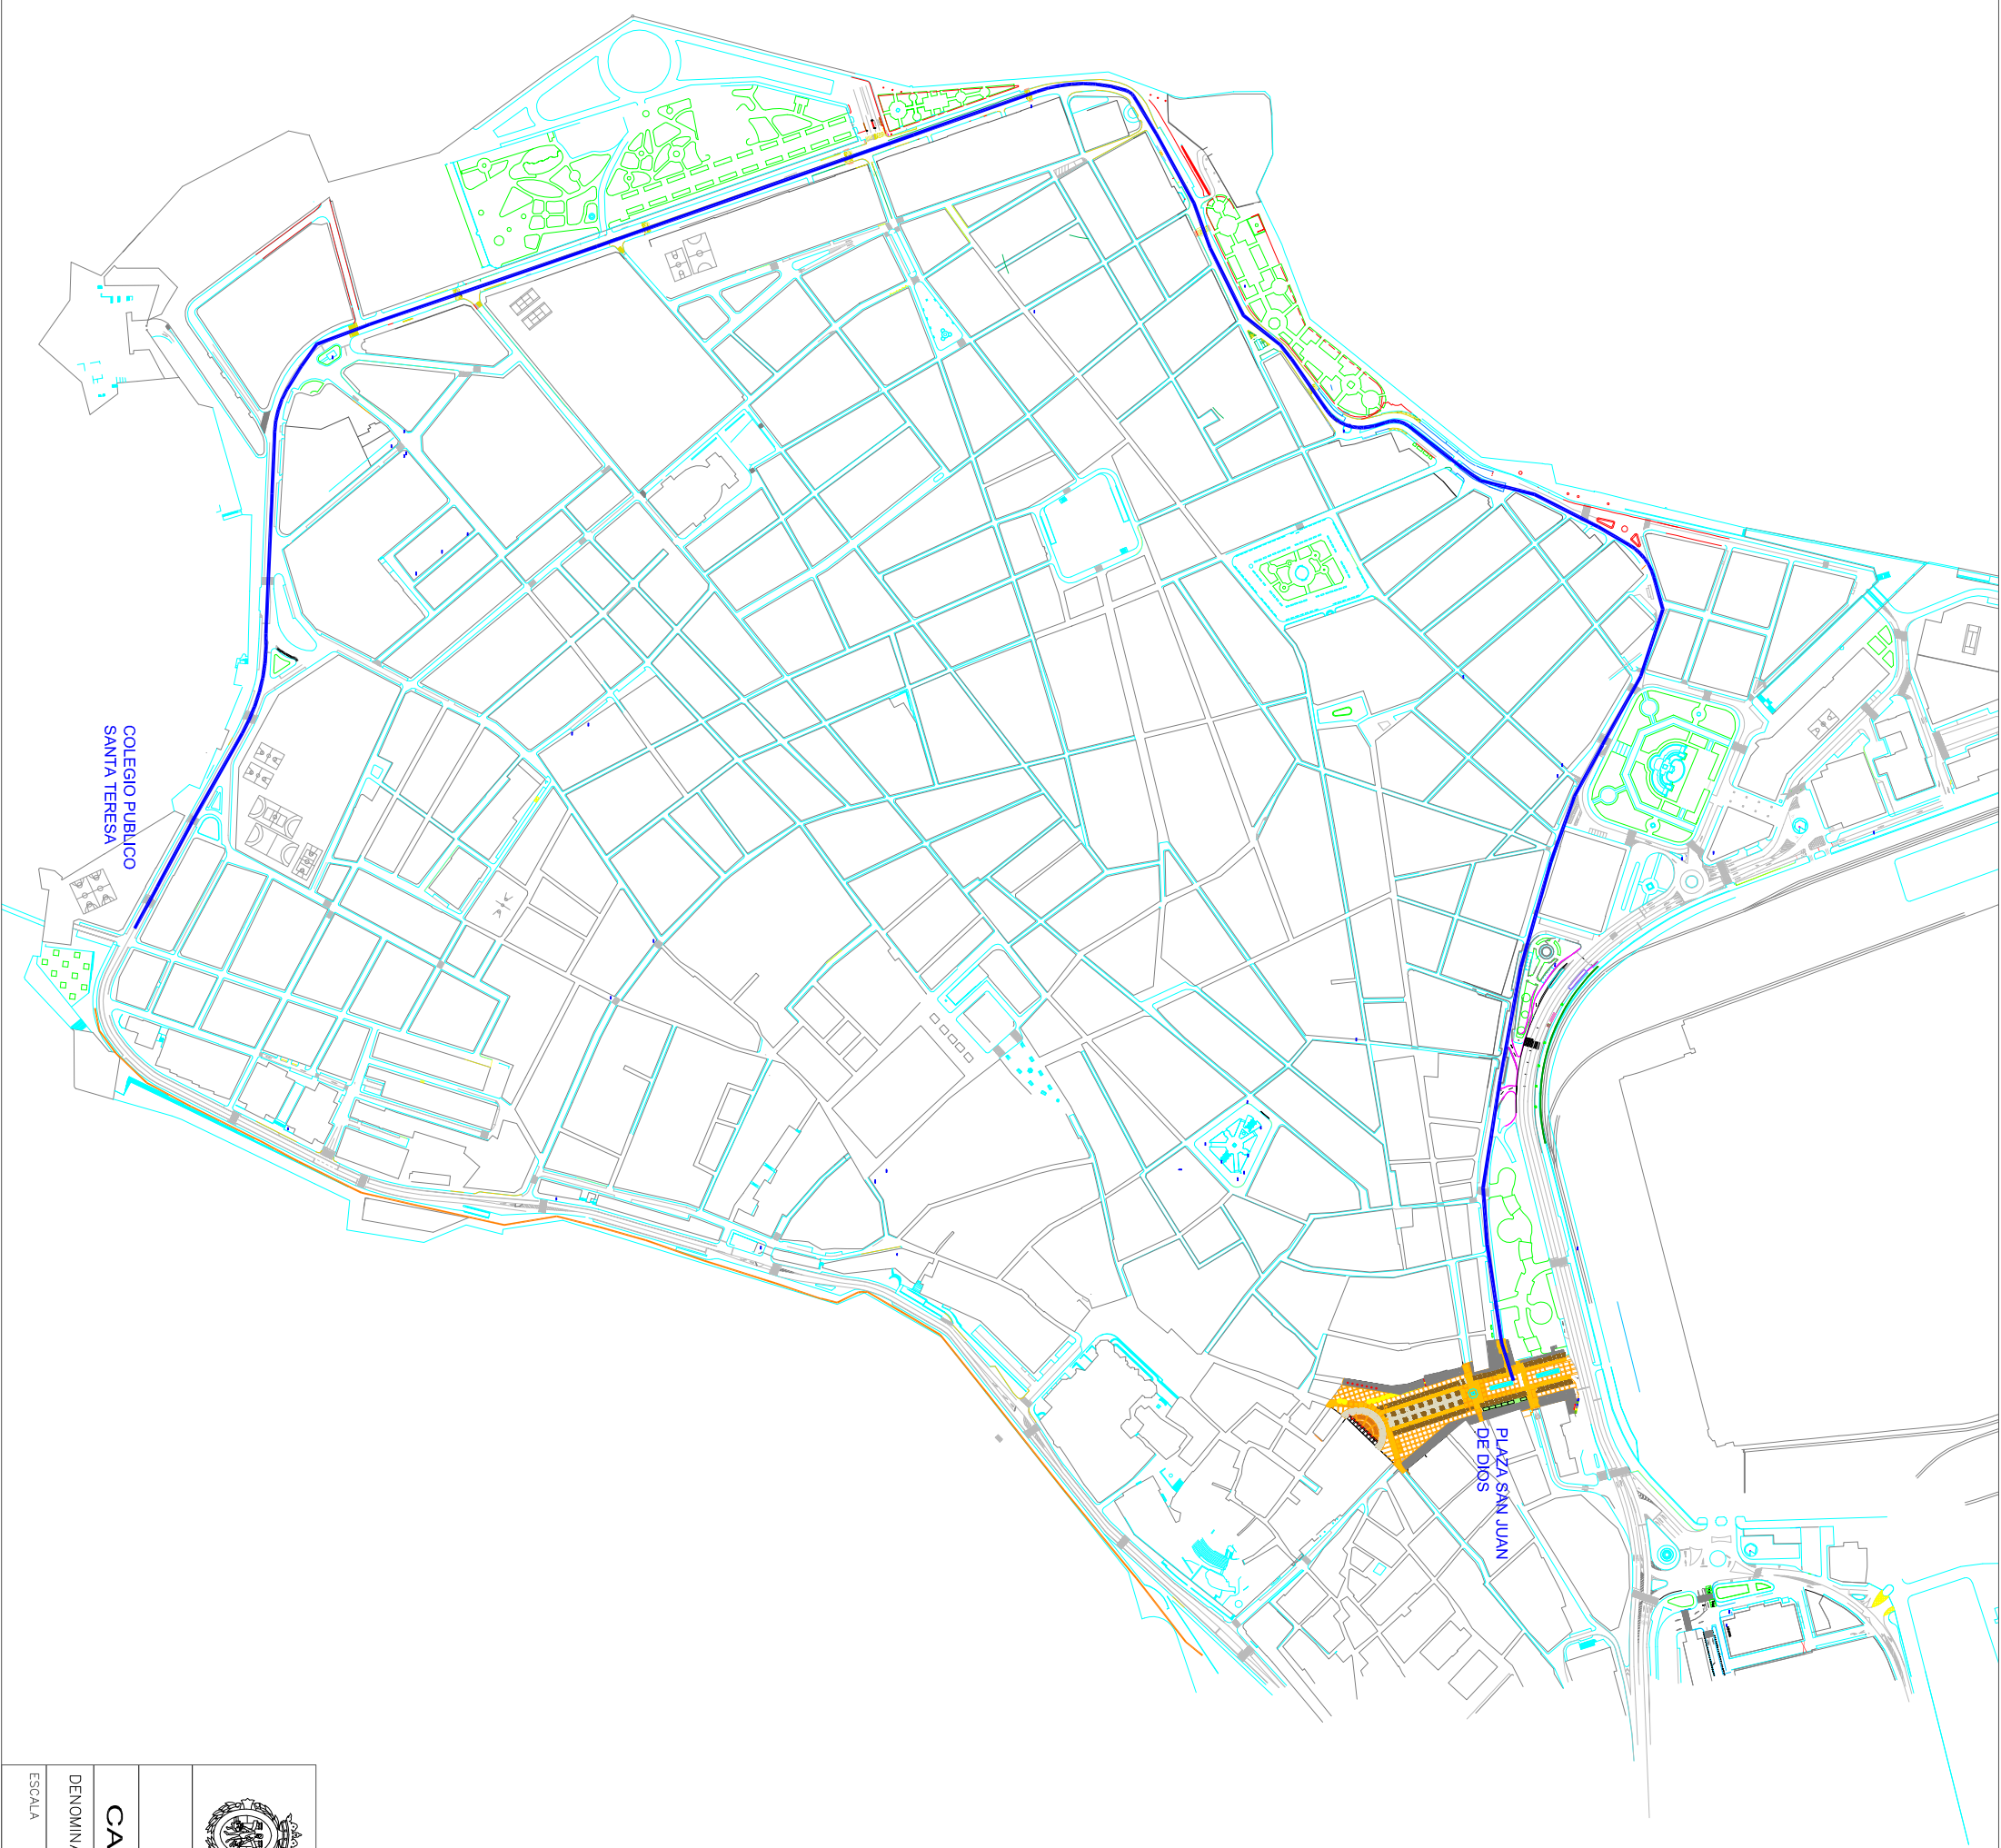 COLEGIO PUBLICO
SANTA TERESA
PLAZA SAN JUAN
DE DIOS
CA
DENOMINA
ESCALA